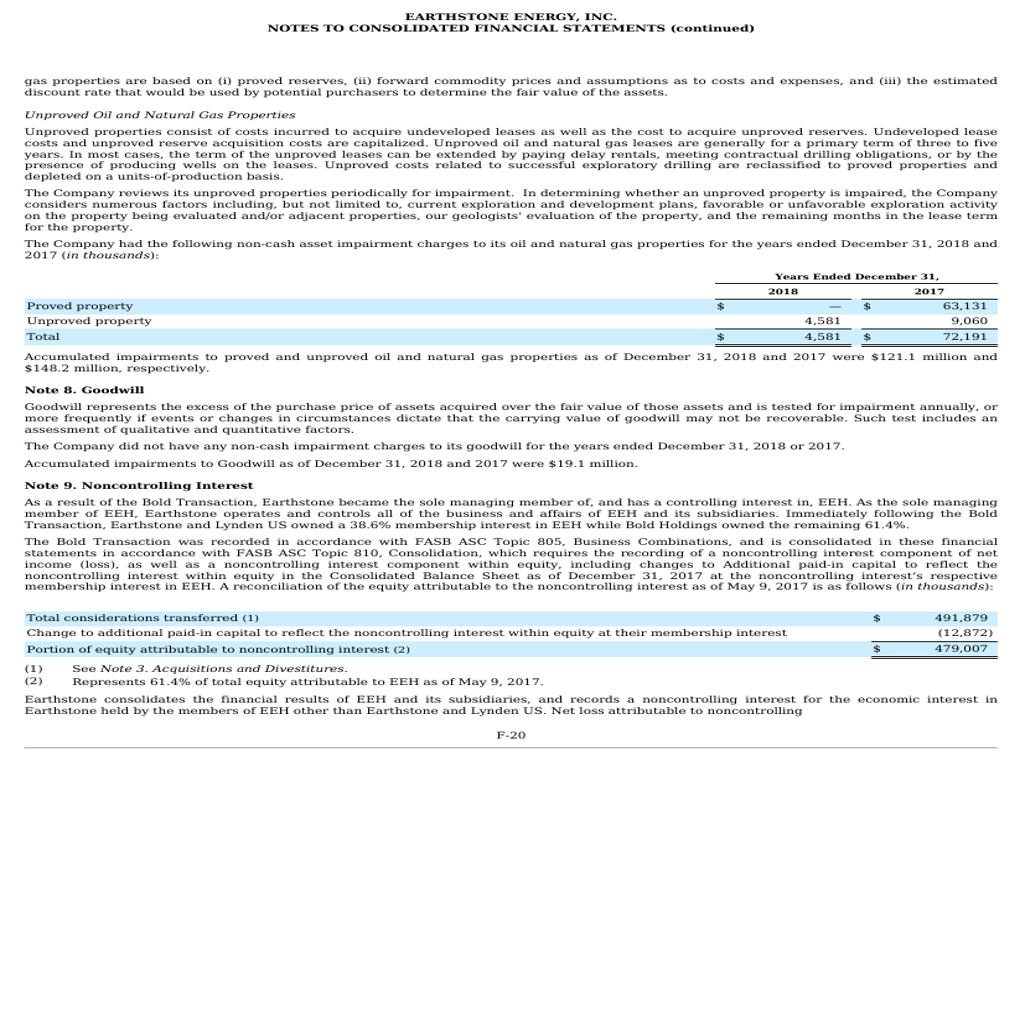 EARTHSTONE ENERGY, INC.
NOTES TO CONSOLIDATED FINANCIAL STATEMENTS (continued)
gas properties are based on (i) proved reserves, (ii) forward commodity prices and assumptions as to costs and expenses, and (iii) the estimated
discount rate that would be used by potential purchasers to determine the fair value of the assets.
Unproved Oil and Natural Gas Properties
Unproved properties consist of costs incurred to acquire undeveloped leases as well as the cost to acquire unproved reserves. Undeveloped lease
costs and unproved reserve acquisition costs are capitalized. Unproved oil and natural gas leases are generally for a primary term of three to five
years. In most cases, the term of the unproved leases can be extended by paying delay rentals, meeting contractual drilling obligations, or by the
presence of producing wells on the leases. Unproved costs related to successful exploratory drilling are reclassified to proved properties and
depleted on a units-of-production basis.
The Company reviews its unproved properties periodically for impairment.  In determining whether an unproved property is impaired, the Company
considers numerous factors including, but not limited to, current exploration and development plans, favorable or unfavorable exploration activity
on the property being evaluated and/or adjacent properties, our geologists' evaluation of the property, and the remaining months in the lease term
for the property.
The Company had the following non-cash asset impairment charges to its oil and natural gas properties for the years ended December 31, 2018 and
2017 (in thousands):
Years Ended December 31,
2018 2017
Proved property $ — $ 63,131
Unproved property 4,581 9,060
Total $ 4,581 $ 72,191
Accumulated impairments to proved and unproved oil and natural gas properties as of December 31, 2018 and 2017 were $121.1 million and
$148.2 million, respectively.
Note 8. Goodwill
Goodwill represents the excess of the purchase price of assets acquired over the fair value of those assets and is tested for impairment annually, or
more frequently if events or changes in circumstances dictate that the carrying value of goodwill may not be recoverable. Such test includes an
assessment of qualitative and quantitative factors.
The Company did not have any non-cash impairment charges to its goodwill for the years ended December 31, 2018 or 2017.
Accumulated impairments to Goodwill as of December 31, 2018 and 2017 were $19.1 million.
Note 9. Noncontrolling Interest
As a result of the Bold Transaction, Earthstone became the sole managing member of, and has a controlling interest in, EEH. As the sole managing
member of EEH, Earthstone operates and controls all of the business and affairs of EEH and its subsidiaries. Immediately following the Bold
Transaction, Earthstone and Lynden US owned a 38.6% membership interest in EEH while Bold Holdings owned the remaining 61.4%.
The Bold Transaction was recorded in accordance with FASB ASC Topic 805, Business Combinations, and is consolidated in these financial
statements in accordance with FASB ASC Topic 810, Consolidation, which requires the recording of a noncontrolling interest component of net
income (loss), as well as a noncontrolling interest component within equity, including changes to Additional paid-in capital to reflect the
noncontrolling interest within equity in the Consolidated Balance Sheet as of December 31, 2017 at the noncontrolling interest’s respective
membership interest in EEH. A reconciliation of the equity attributable to the noncontrolling interest as of May 9, 2017 is as follows (in thousands):
Total considerations transferred (1) $ 491,879
Change to additional paid-in capital to reflect the noncontrolling interest within equity at their membership interest (12,872)
Portion of equity attributable to noncontrolling interest (2) $ 479,007
(1) See Note 3. Acquisitions and Divestitures.
(2) Represents 61.4% of total equity attributable to EEH as of May 9, 2017.
Earthstone consolidates the financial results of EEH and its subsidiaries, and records a noncontrolling interest for the economic interest in
Earthstone held by the members of EEH other than Earthstone and Lynden US. Net loss attributable to noncontrolling
F-20